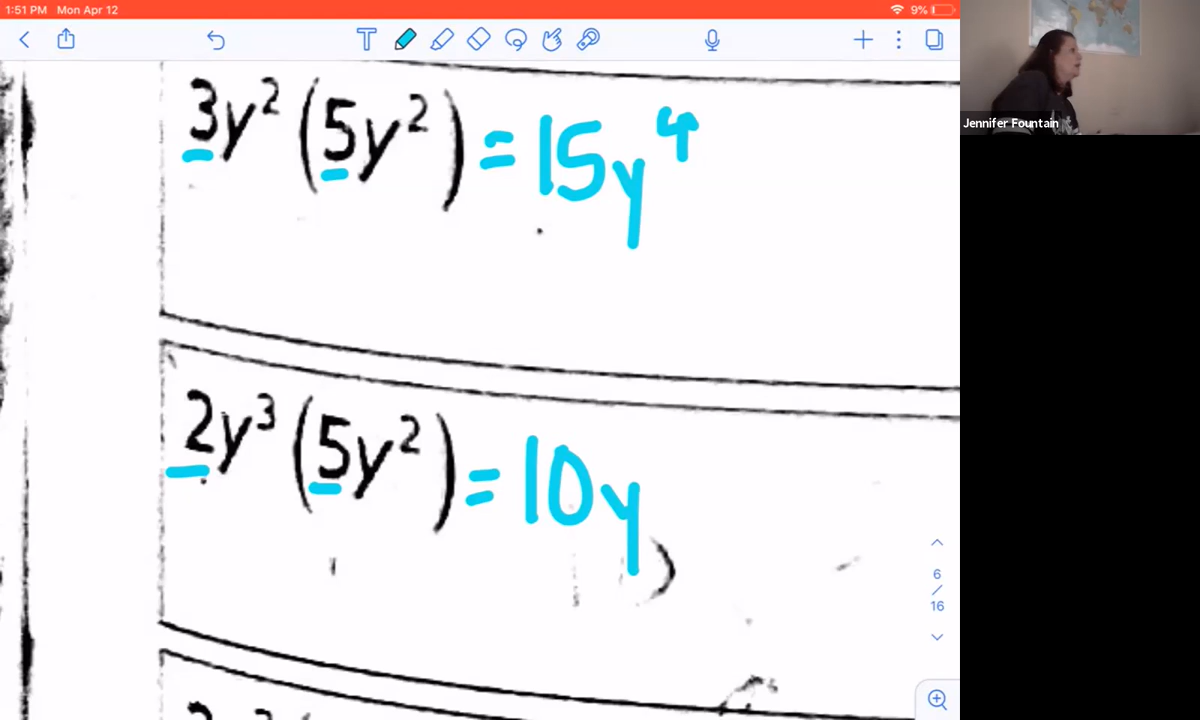 1:51 PM Mon Apr 12
9%
3y² (5y²) = 15y⁴
2y³ (5y²) = 10y
6
/
16
Jennifer Fountain